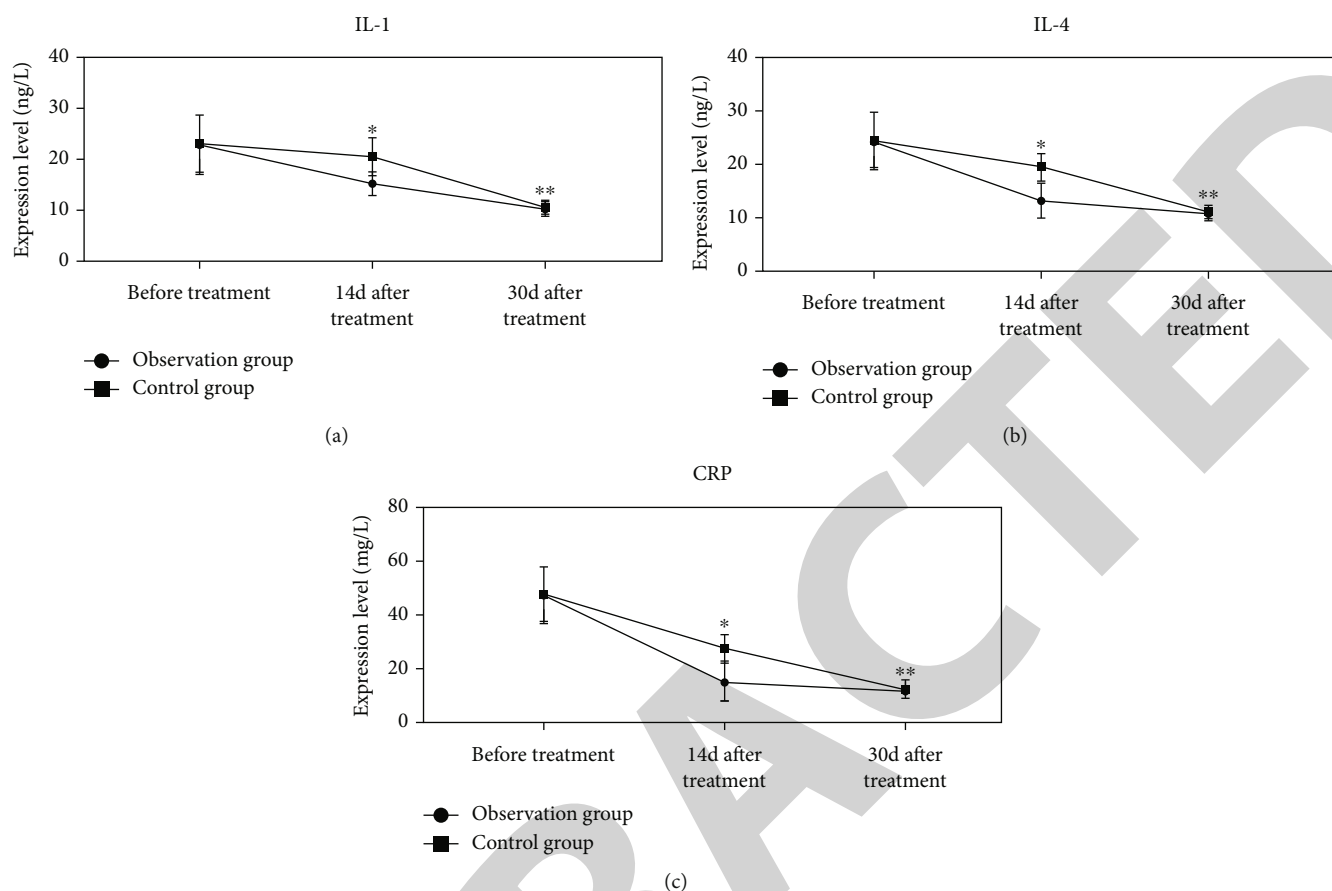 IL-1
Expression level (ng/L)
40
30
20
10
0
*
**
Before treatment
14d after
treatment
30d after
treatment
Observation group
Control group
(a)
IL-4
Expression level (ng/L)
40
30
20
10
0
*
**
Before treatment
14d after
treatment
30d after
treatment
Observation group
Control group
(b)
CRP
Expression level (mg/L)
80
60
40
20
0
*
**
Before treatment
14d after
treatment
30d after
treatment
Observation group
Control group
(c)